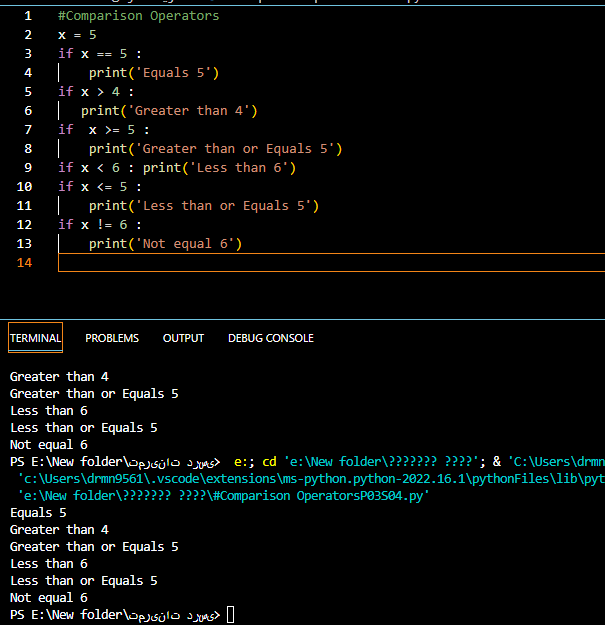 1 #Comparison Operators
2 x = 5
3 if x == 5 :
4 print('Equals 5')
5 if x > 4 :
6 print('Greater than 4')
7 if x >= 5 :
8 print('Greater than or Equals 5')
9 if x < 6 : print('Less than 6')
10 if x <= 5 :
11 print('Less than or Equals 5')
12 if x != 6 :
13 print('Not equal 6')
14
TERMINAL PROBLEMS OUTPUT DEBUG CONSOLE
Greater than 4
Greater than or Equals 5
Less than 6
Less than or Equals 5
Not equal 6
PS E:\New folder\تمرینات درسی> e:; cd 'e:\New folder\??????? ????'; & 'C:\Users\drmn
'c:\Users\drmn9561\.vscode\extensions\ms-python.python-2022.16.1\pythonFiles\lib\pyt
'e:\New folder\??????? ????\#Comparison OperatorsP03S04.py'
Equals 5
Greater than 4
Greater than or Equals 5
Less than 6
Less than or Equals 5
Not equal 6
PS E:\New folder\تمرینات درسی>